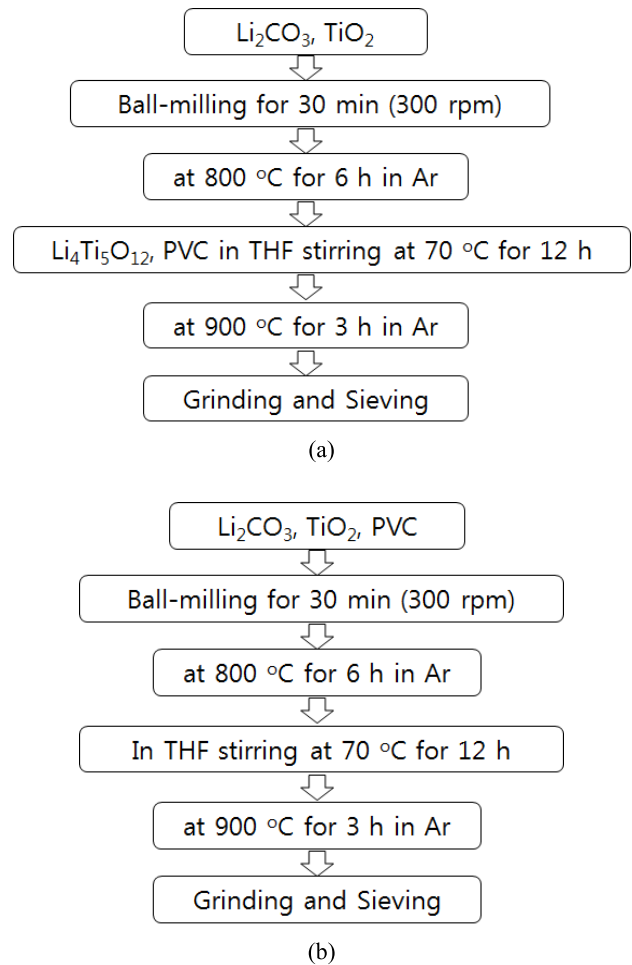 Li₂CO₃, TiO₂
Ball-milling for 30 min (300 rpm)
at 800 ºC for 6 h in Ar
Li₄Ti₅O₁₂, PVC in THF stirring at 70 ºC for 12 h
at 900 ºC for 3 h in Ar
Grinding and Sieving
(a)
Li₂CO₃, TiO₂, PVC
Ball-milling for 30 min (300 rpm)
at 800 ºC for 6 h in Ar
In THF stirring at 70 ºC for 12 h
at 900 ºC for 3 h in Ar
Grinding and Sieving
(b)